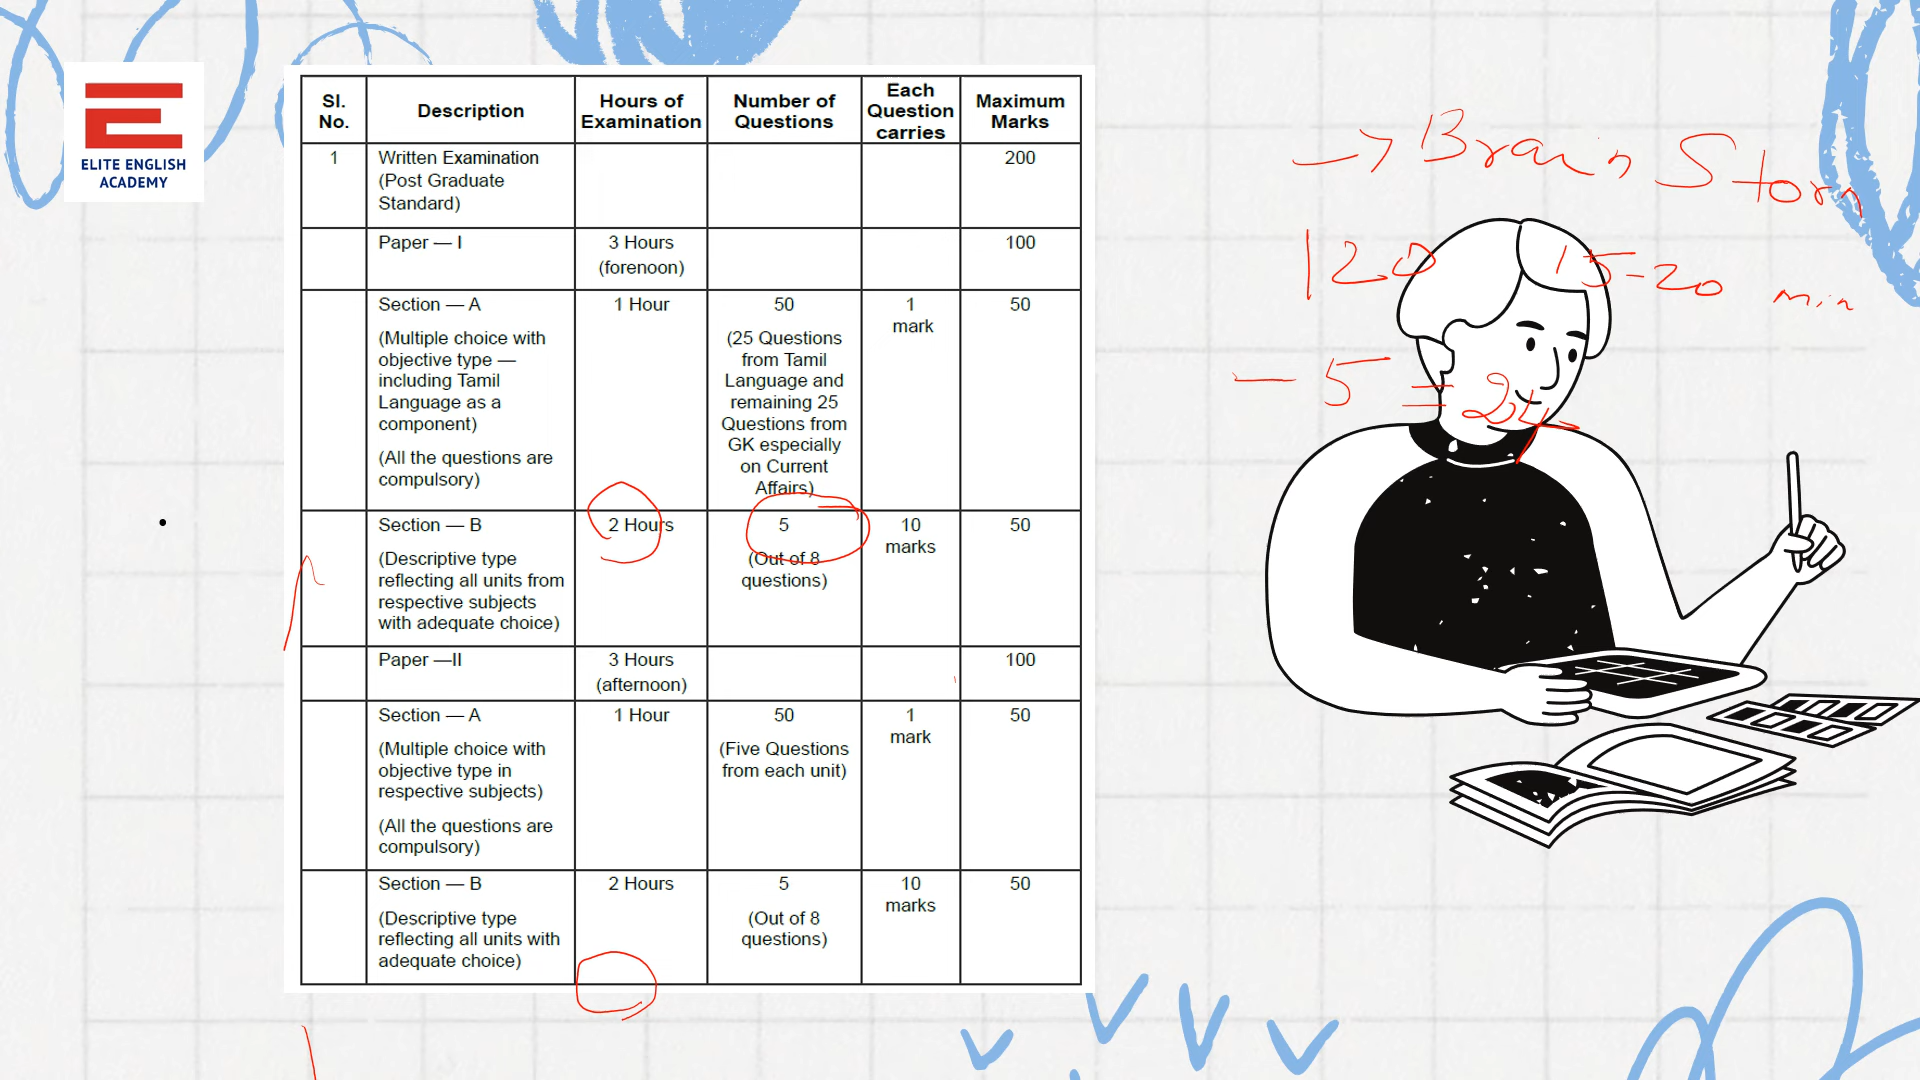 ELITE ENGLISH
ACADEMY
Sl. No. | Description | Hours of Examination | Number of Questions | Each Question carries | Maximum Marks
1 | Written Examination (Post Graduate Standard) | | | | 200
Paper — I | 3 Hours (forenoon) | | | 100
Section — A | 1 Hour | 50 | 1 mark | 50
(Multiple choice with objective type — including Tamil Language as a component)
(All the questions are compulsory)
(25 Questions from Tamil Language and remaining 25 Questions from GK especially on Current Affairs)
Section — B | 2 Hours | 5 | 10 marks | 50
(Descriptive type reflecting all units from respective subjects with adequate choice)
(Out of 8 questions)
Paper —II | 3 Hours (afternoon) | | | 100
Section — A | 1 Hour | 50 | 1 mark | 50
(Multiple choice with objective type in respective subjects)
(All the questions are compulsory)
(Five Questions from each unit)
Section — B | 2 Hours | 5 | 10 marks | 50
(Descriptive type reflecting all units with adequate choice)
(Out of 8 questions)
→ Brain Storm
120 15-20 min
— 5 = 24